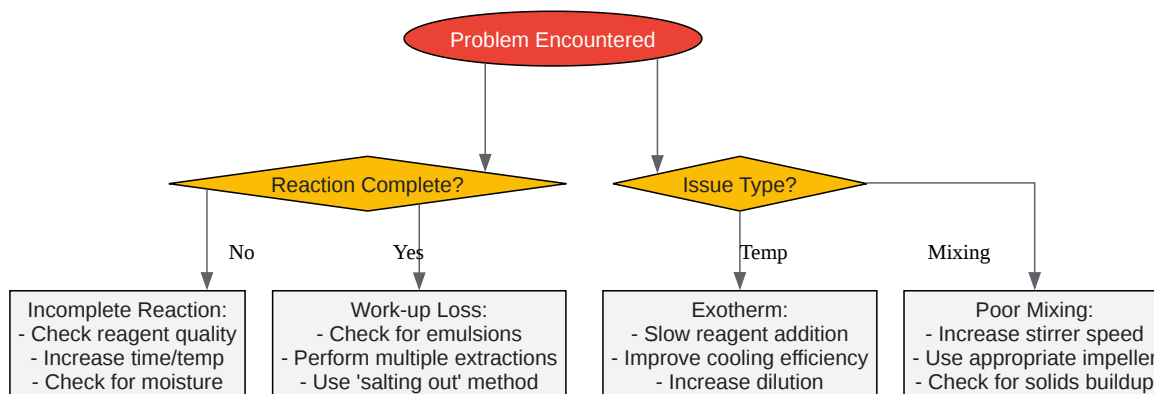 Problem Encountered
Reaction Complete?
Issue Type?
No
Yes
Temp
Mixing
Incomplete Reaction:
- Check reagent quality
- Increase time/temp
- Check for moisture
Work-up Loss:
- Check for emulsions
- Perform multiple extractions
- Use 'salting out' method
Exotherm:
- Slow reagent addition
- Improve cooling efficiency
- Increase dilution
Poor Mixing:
- Increase stirrer speed
- Use appropriate impeller
- Check for solids buildup